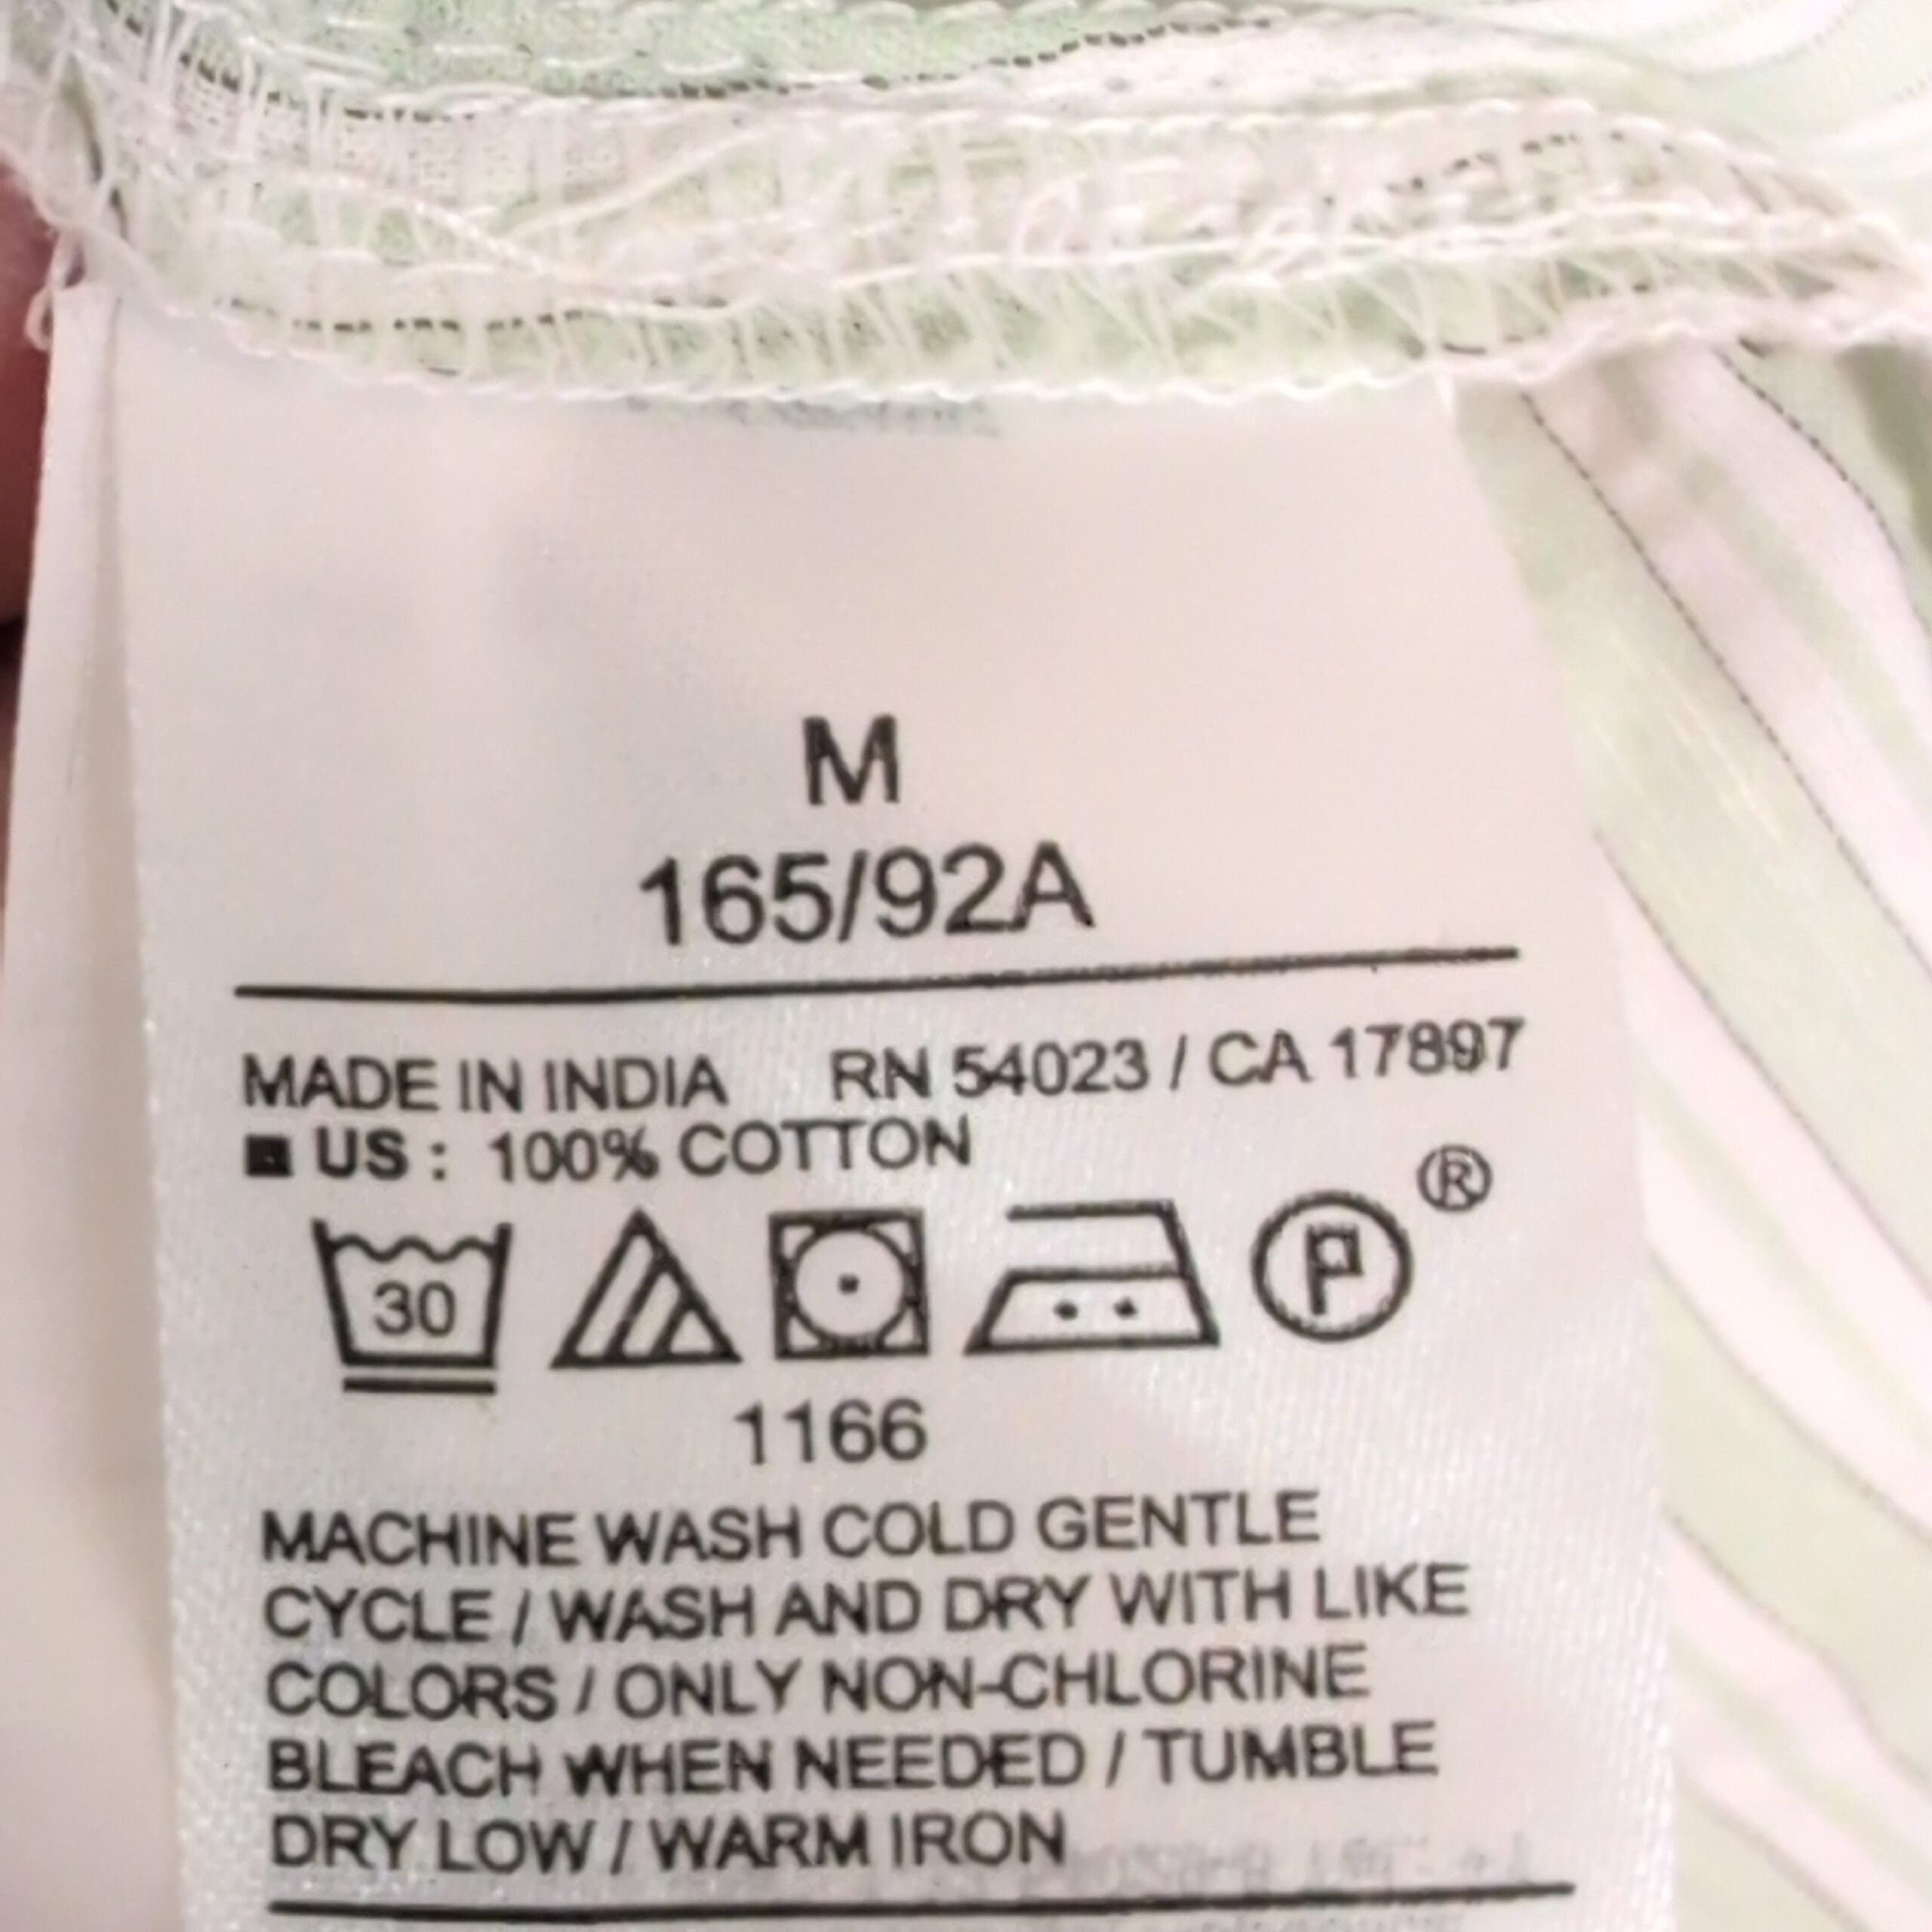 M
165/92A
MADE IN INDIA RN 54023 / CA 17897
US : 100% COTTON
®
30 P
1166
MACHINE WASH COLD GENTLE
CYCLE / WASH AND DRY WITH LIKE
COLORS / ONLY NON-CHLORINE
BLEACH WHEN NEEDED / TUMBLE
DRY LOW / WARM IRON